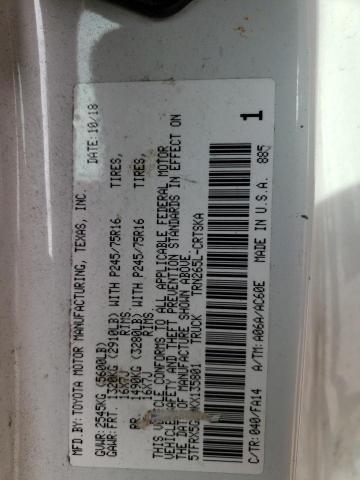 MFD.BY: TOYOTA MOTOR MANUFACTURING, TEXAS, INC. DATE: 10/18
GVWR: 2545KG (5600LB)
GAWR: FRT. 1320KG (2910LB) WITH P245/75R16 TIRES,
16X7J RIMS,
RR. 1490KG (3280LB) WITH P245/75R16 TIRES,
16X7J RIMS
THIS VEHICLE CONFORMS TO ALL APPLICABLE FEDERAL MOTOR
VEHICLE SAFETY AND THEFT PREVENTION STANDARDS IN EFFECT ON
THE DATE OF MANUFACTURE SHOWN ABOVE.
TRUCK TRN265L-CRTSKA
1
C/TR: 040/FA14 A/TM: A06A/AC60E MADE IN U.S.A. 885